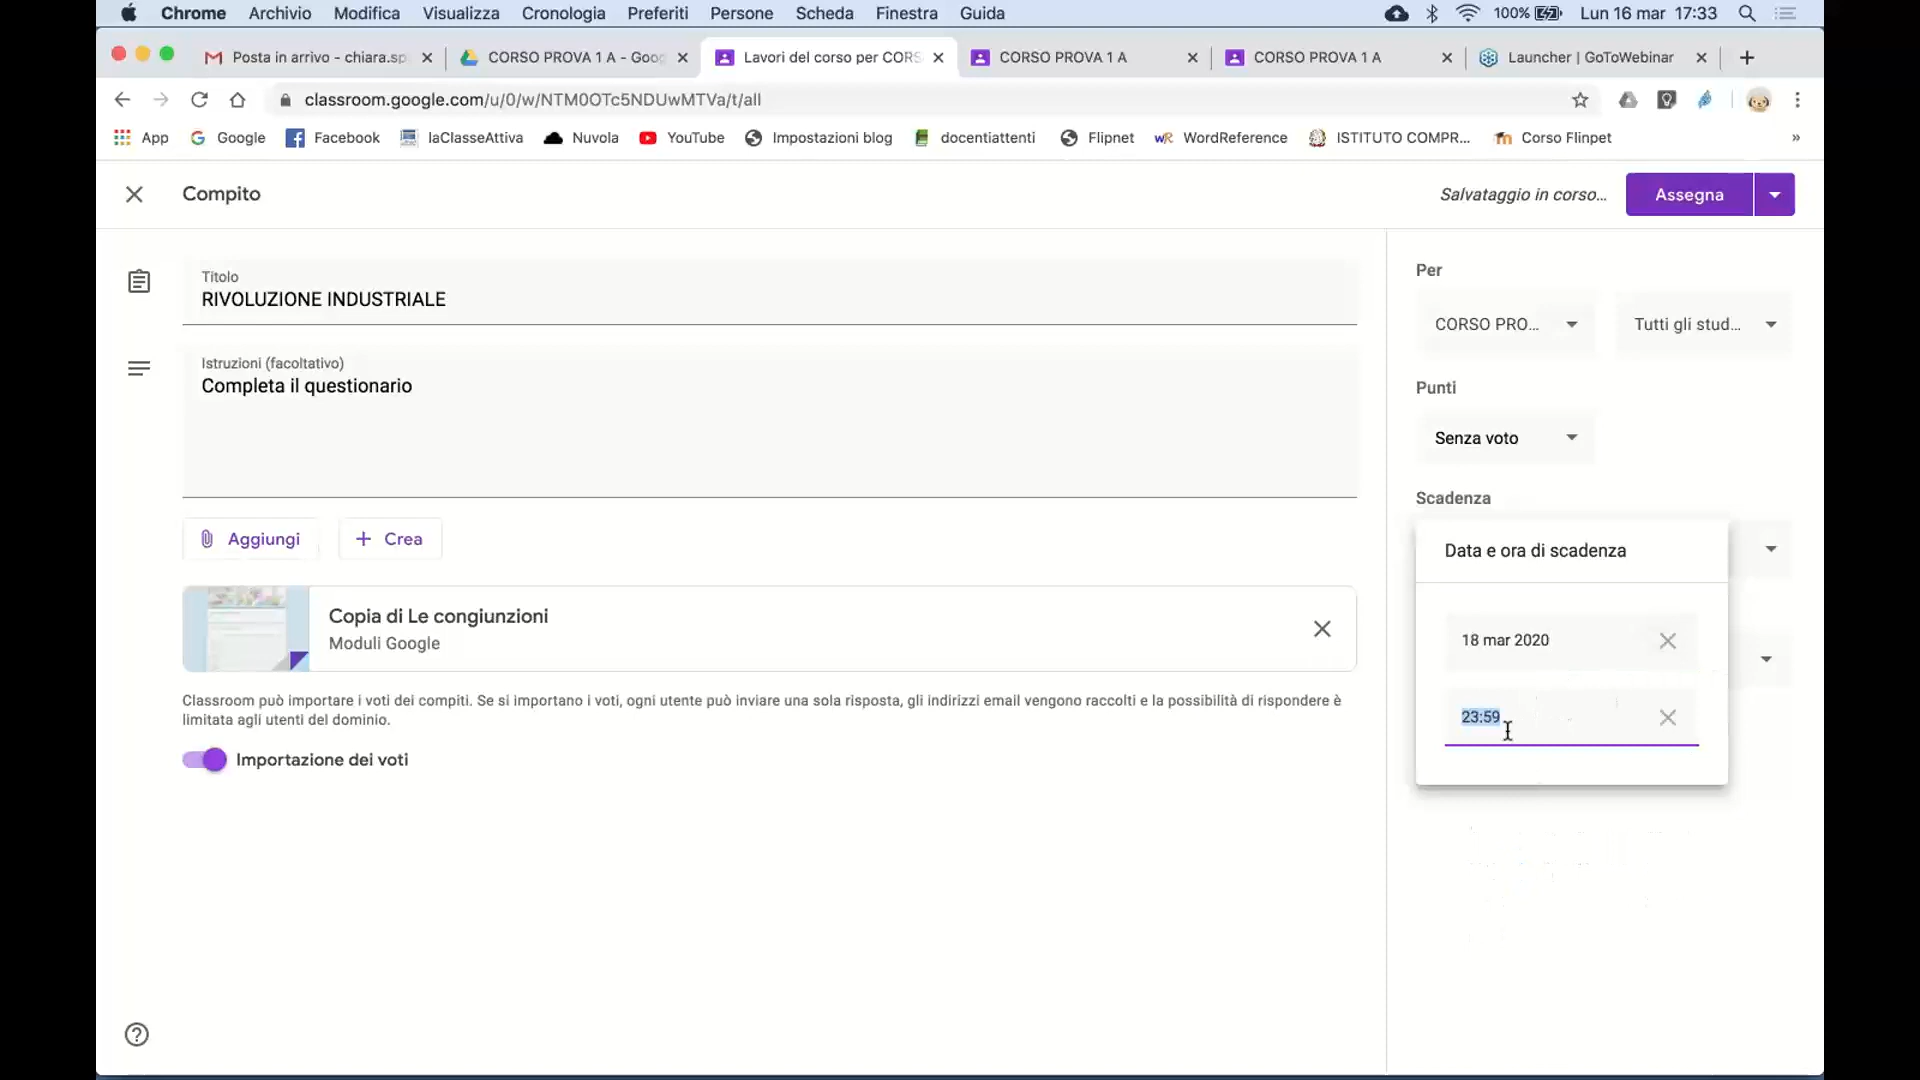 Chrome Archivio Modifica Visualizza Cronologia Preferiti Persone Scheda Finestra Guida 100% Lun 16 mar 17:33
Posta in arrivo - chiara.sp CORSO PROVA 1 A - Goog Lavori del corso per CORS CORSO PROVA 1 A CORSO PROVA 1 A Launcher | GoToWebinar
classroom.google.com/u/0/w/NTM0OTc5NDUwMTVa/t/all
App Google Facebook laClasseAttiva Nuvola YouTube Impostazioni blog docentiattenti Flipnet WordReference ISTITUTO COMPR... Corso Flinpet »
Compito Salvataggio in corso... Assegna
Titolo
RIVOLUZIONE INDUSTRIALE
Istruzioni (facoltativo)
Completa il questionario
Aggiungi Crea
Copia di Le congiunzioni
Moduli Google
Classroom può importare i voti dei compiti. Se si importano i voti, ogni utente può inviare una sola risposta, gli indirizzi email vengono raccolti e la possibilità di rispondere è
limitata agli utenti del dominio.
Importazione dei voti
Per
CORSO PRO... Tutti gli stud...
Punti
Senza voto
Scadenza
Data e ora di scadenza
18 mar 2020
23:59